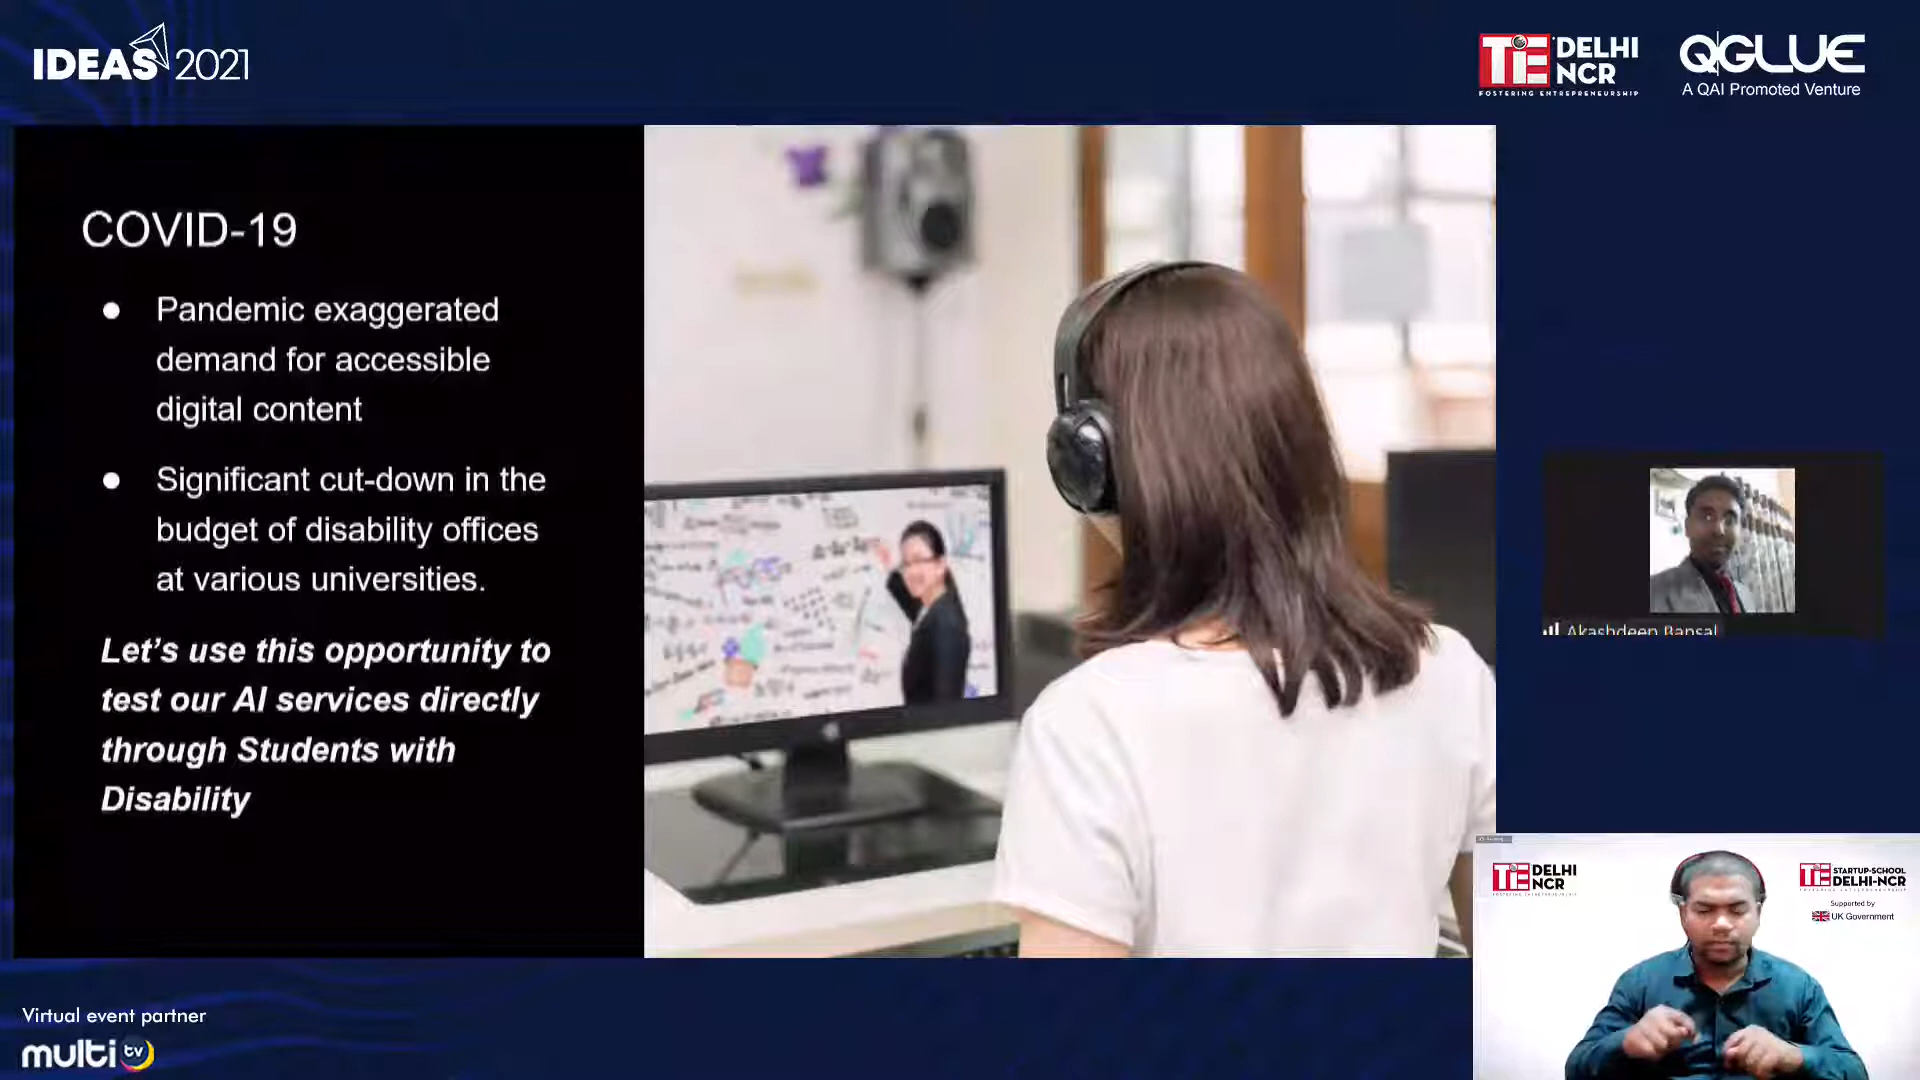 IDEAS 2021
TiE DELHI
NCR
FOSTERING ENTREPRENEURSHIP
QGLUE
A QAI Promoted Venture
COVID-19
● Pandemic exaggerated
demand for accessible
digital content
● Significant cut-down in the
budget of disability offices
at various universities.
Let's use this opportunity to
test our AI services directly
through Students with
Disability
Akashdeep Bansal
TiE DELHI
NCR
TiE STARTUP-SCHOOL
DELHI-NCR
Supported by
UK Government
Virtual event partner
multi tv